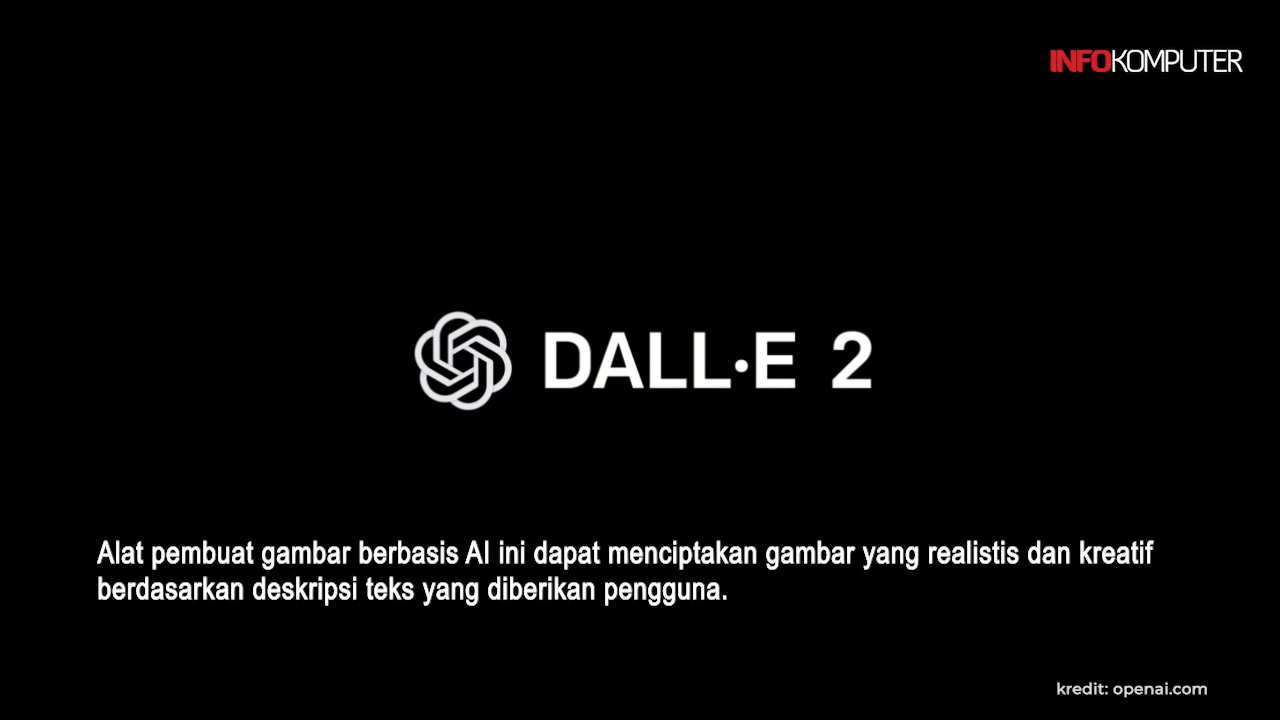 INFOKOMPUTER
DALL·E 2
Alat pembuat gambar berbasis AI ini dapat menciptakan gambar yang realistis dan kreatif
berdasarkan deskripsi teks yang diberikan pengguna.
kredit: openai.com